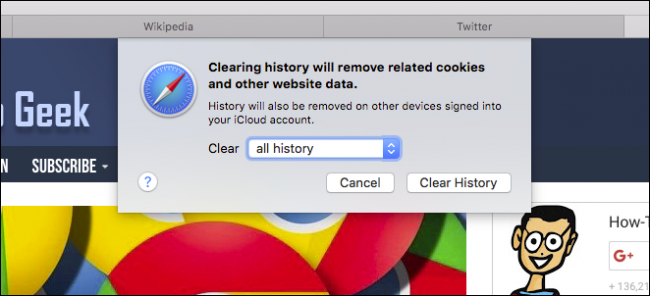 Wikipedia
Twitter
Clearing history will remove related cookies
and other website data.
History will also be removed on other devices signed into
your iCloud account.
Clear all history
? Cancel Clear History
Geek
SUBSCRIBE
How-T
G+
+ 136,21